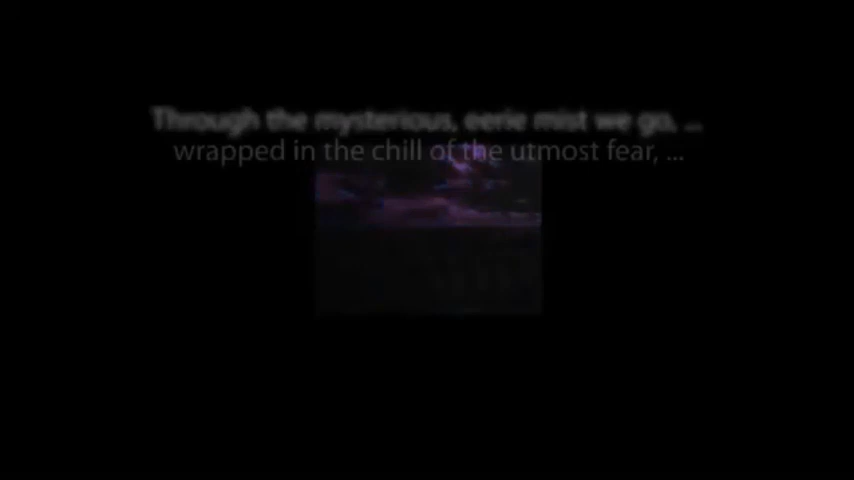 Through the mysterious, eerie mist we go, ...
wrapped in the chill of the utmost fear, ...